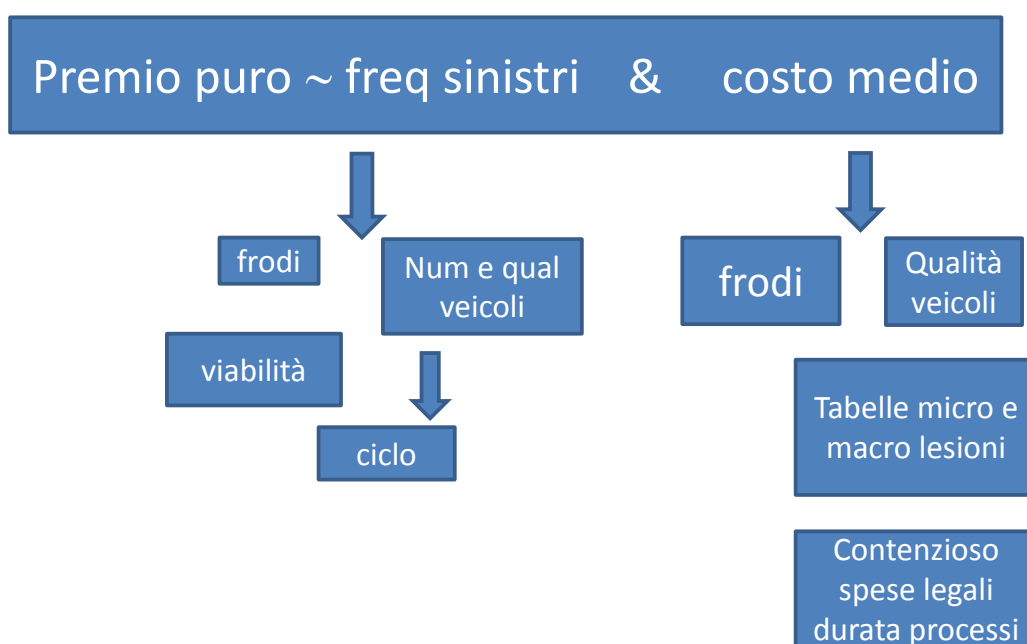 Premio puro ~ freq sinistri & costo medio
frodi
Num e qual
veicoli
viabilità
ciclo
frodi
Qualità
veicoli
Tabelle micro e
macro lesioni
Contenzioso
spese legali
durata processi